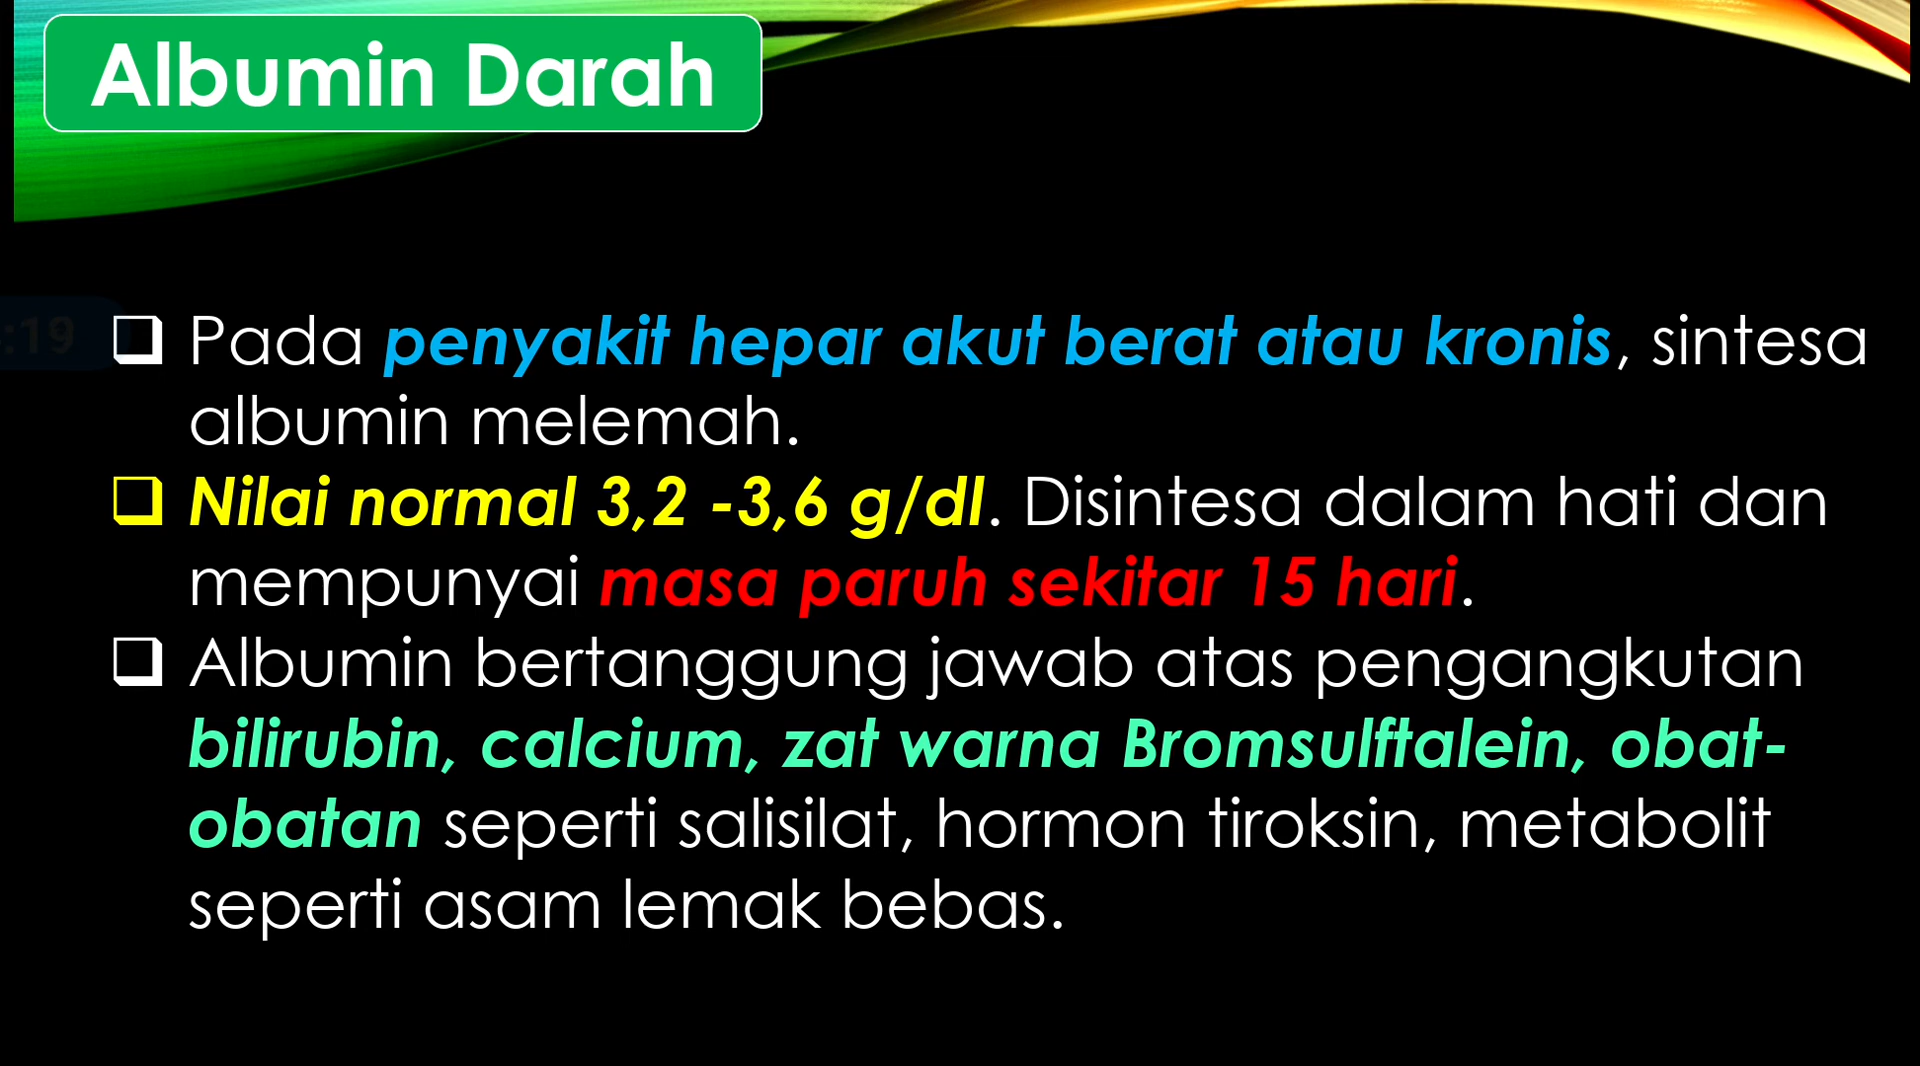 Albumin Darah
:19
Pada penyakit hepar akut berat atau kronis, sintesa
albumin melemah.
Nilai normal 3,2 -3,6 g/dl. Disintesa dalam hati dan
mempunyai masa paruh sekitar 15 hari.
Albumin bertanggung jawab atas pengangkutan
bilirubin, calcium, zat warna Bromsulftalein, obat-
obatan seperti salisilat, hormon tiroksin, metabolit
seperti asam lemak bebas.